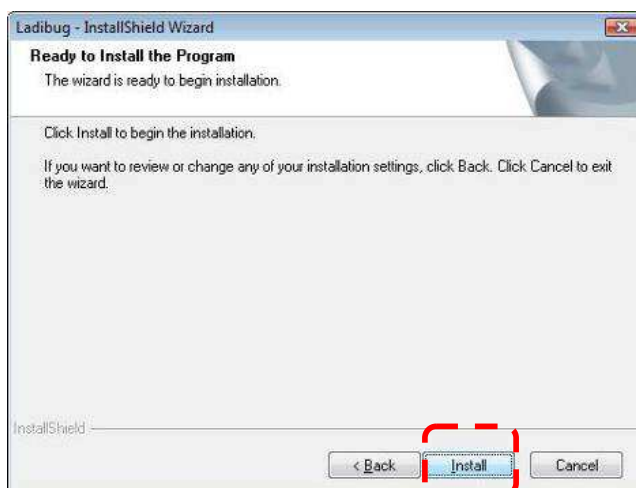 Ladibug - InstallShield Wizard
Ready to Install the Program
The wizard is ready to begin installation.
Click Install to begin the installation.
If you want to review or change any of your installation settings, click Back. Click Cancel to exit
the wizard.
InstallShield
< Back Install Cancel